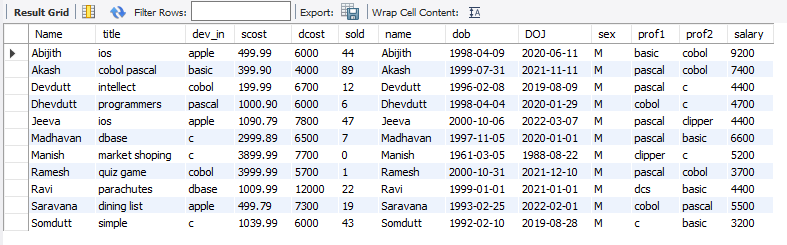 Result Grid Filter Rows: Export: Wrap Cell Content:
Name title dev_in scost dcost sold name dob DOJ sex prof1 prof2 salary
Abijith ios apple 499.99 6000 44 Abijith 1998-04-09 2020-06-11 M basic cobol 9200
Akash cobol pascal basic 399.90 4000 89 Akash 1999-07-31 2021-11-11 M pascal cobol 7400
Devdutt intellect cobol 199.99 6700 12 Devdutt 1996-02-08 2019-08-09 M pascal c 4400
Dhevdutt programmers pascal 1000.90 6000 6 Dhevdutt 1998-04-04 2020-01-29 M cobol c 4700
Jeeva ios apple 1090.79 7800 47 Jeeva 2000-10-06 2022-03-07 M pascal clipper 4400
Madhavan dbase c 2999.89 6500 7 Madhavan 1997-11-05 2020-01-01 M pascal basic 6600
Manish market shoping c 3899.99 7700 0 Manish 1961-03-05 1988-08-22 M clipper c 5200
Ramesh quiz game cobol 3999.99 5700 1 Ramesh 2000-10-31 2021-12-10 M pascal cobol 3700
Ravi parachutes dbase 1009.99 12000 22 Ravi 1999-01-01 2021-01-01 M dcs basic 4400
Saravana dining list apple 499.79 7300 19 Saravana 1993-02-25 2022-02-01 M cobol pascal 5500
Somdutt simple c 1039.99 6000 43 Somdutt 1992-02-10 2019-08-28 M c basic 3200